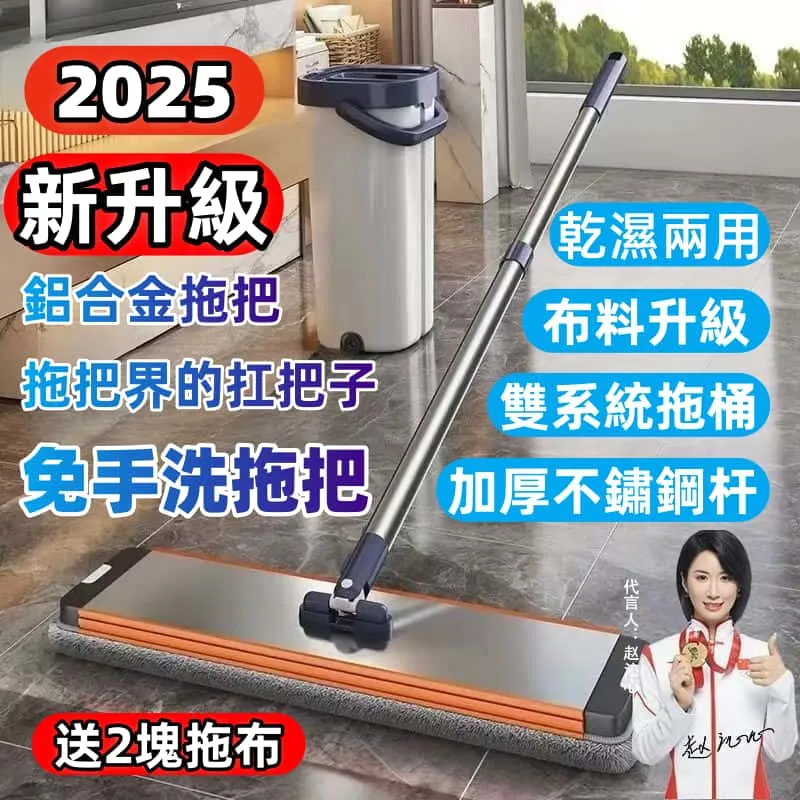 2025
新升級
鋁合金拖把
拖把界的扛把子
免手洗拖把
乾濕兩用
布料升級
雙系統拖桶
加厚不鏽鋼杆
代言人:赵
送2塊拖布